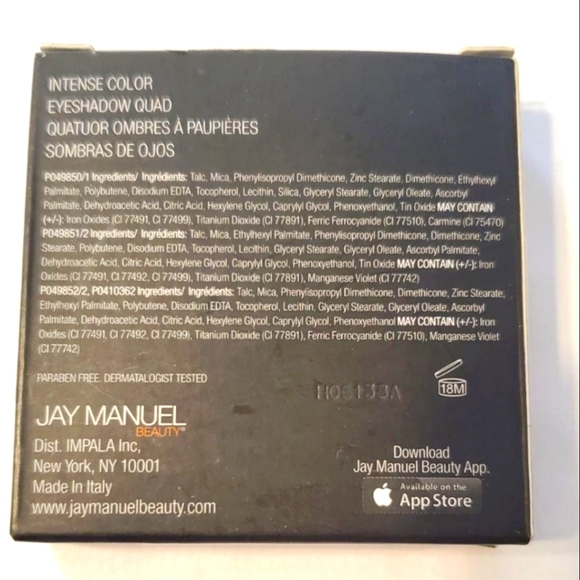 INTENSE COLOR
EYESHADOW QUAD
QUATUOR OMBRES À PAUPIÈRES
SOMBRAS DE OJOS
P049850/1 Ingredients/ Ingrédients: Talc, Mica, Phenylisopropyl Dimethicone, Zinc Stearate, Dimethicone, Ethylhexyl
Palmitate, Polybutene, Disodium EDTA, Tocopherol, Lecithin, Silica, Glyceryl Stearate, Glyceryl Oleate, Ascorbyl
Palmitate, Dehydroacetic Acid, Citric Acid, Hexylene Glycol, Caprylyl Glycol, Phenoxyethanol, Tin Oxide MAY CONTAIN
(+/-): Iron Oxides (CI 77491, CI 77499), Titanium Dioxide (CI 77891), Ferric Ferrocyanide (CI 77510), Carmine (CI 75470)
P049851/2 Ingredients/ Ingrédients: Talc, Mica, Ethylhexyl Palmitate, Phenylisopropyl Dimethicone, Dimethicone, Zinc
Stearate, Polybutene, Disodium EDTA, Tocopherol, Lecithin, Glyceryl Stearate, Glyceryl Oleate, Ascorbyl Palmitate,
Dehydroacetic Acid, Citric Acid, Hexylene Glycol, Caprylyl Glycol, Phenoxyethanol, Tin Oxide MAY CONTAIN (+/-): Iron
Oxides (CI 77491, CI 77492, CI 77499), Titanium Dioxide (CI 77891), Manganese Violet (CI 77742)
P049852/2, P0410362 Ingredients/ Ingrédients: Talc, Mica, Phenylisopropyl Dimethicone, Dimethicone, Zinc Stearate,
Ethylhexyl Palmitate, Polybutene, Disodium EDTA, Tocopherol, Lecithin, Glyceryl Stearate, Glyceryl Oleate, Ascorbyl
Palmitate, Dehydroacetic Acid, Citric Acid, Hexylene Glycol, Caprylyl Glycol, Phenoxyethanol MAY CONTAIN (+/-): Iron
Oxides (CI 77491, CI 77492, CI 77499), Titanium Dioxide (CI 77891), Ferric Ferrocyanide (CI 77510), Manganese Violet
(CI 77742)
PARABEN FREE. DERMATALOGIST TESTED
18M
JAY MANUEL
BEAUTY™
Dist. IMPALA Inc,
New York, NY 10001
Made In Italy
www.jaymanuelbeauty.com
Download
Jay Manuel Beauty App.
Available on the
App Store